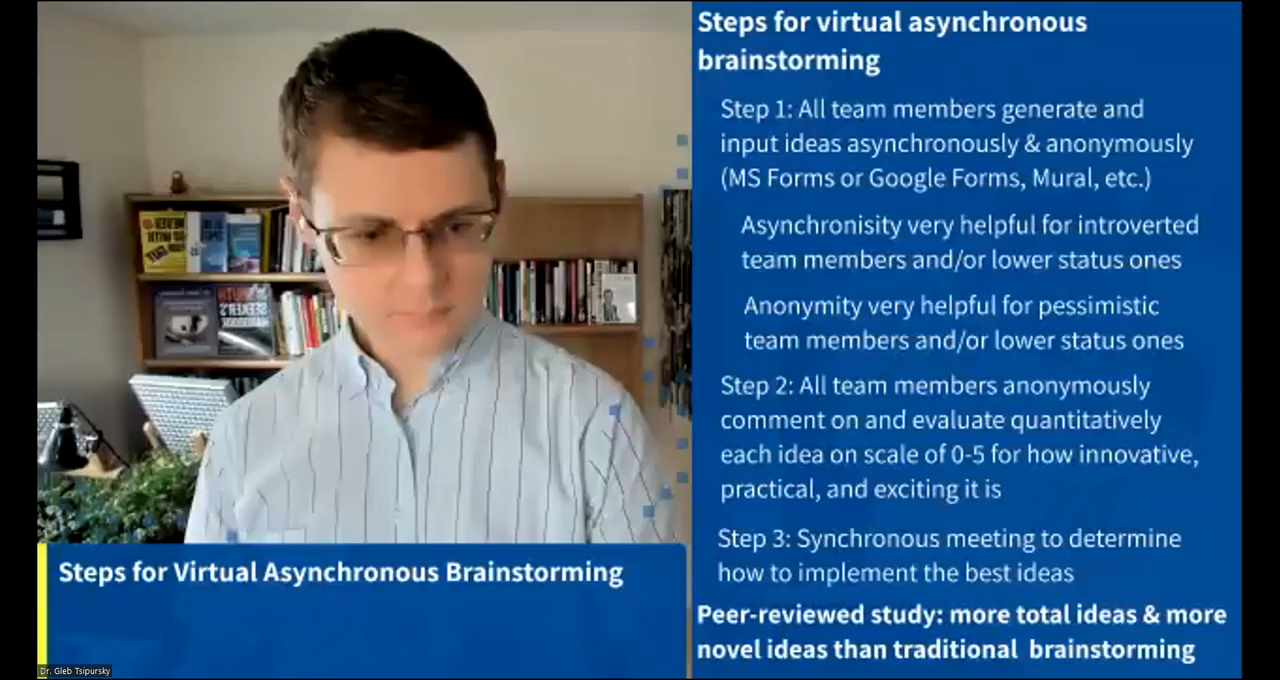 Steps for virtual asynchronous
brainstorming
Step 1: All team members generate and
input ideas asynchronously & anonymously
(MS Forms or Google Forms, Mural, etc.)
Asynchronisity very helpful for introverted
team members and/or lower status ones
Anonymity very helpful for pessimistic
team members and/or lower status ones
Step 2: All team members anonymously
comment on and evaluate quantitatively
each idea on scale of 0-5 for how innovative,
practical, and exciting it is
Step 3: Synchronous meeting to determine
how to implement the best ideas
Peer-reviewed study: more total ideas & more
novel ideas than traditional brainstorming
Steps for Virtual Asynchronous Brainstorming
Dr. Gleb Tsipursky